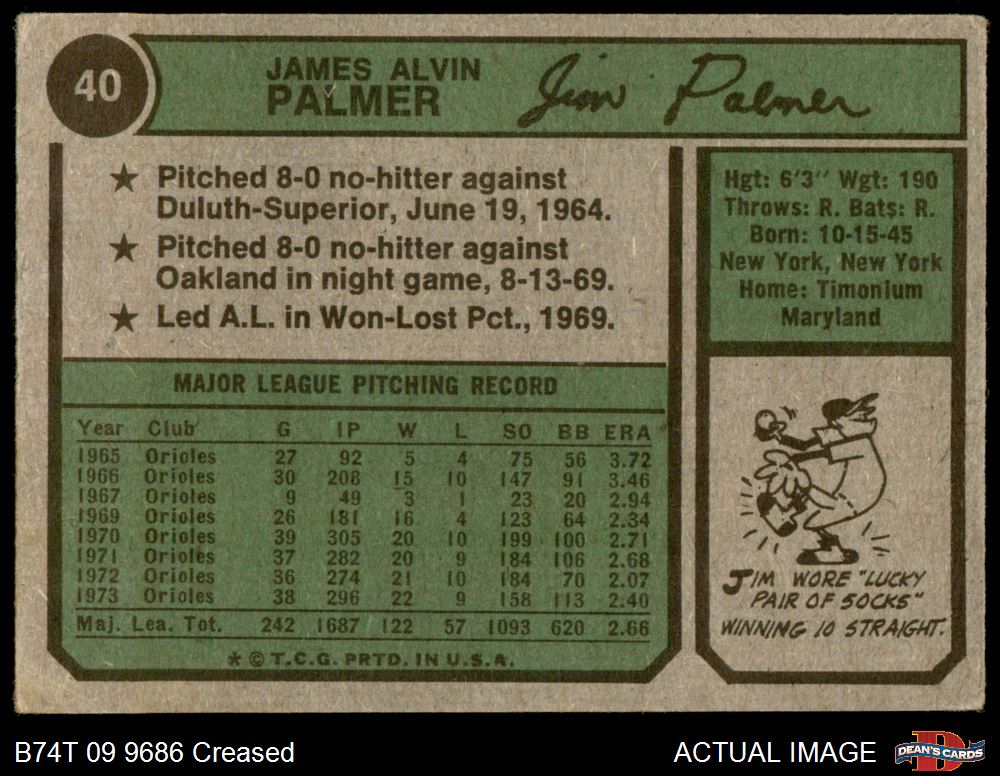 40
JAMES ALVIN
PALMER
Jim Palmer
★ Pitched 8-0 no-hitter against
Duluth-Superior, June 19, 1964.
★ Pitched 8-0 no-hitter against
Oakland in night game, 8-13-69.
★ Led A.L. in Won-Lost Pct., 1969.
Hgt: 6'3" Wgt: 190
Throws: R. Bats: R.
Born: 10-15-45
New York, New York
Home: Timonium
Maryland
MAJOR LEAGUE PITCHING RECORD
Year Club G IP W L SO BB ERA
1965 Orioles 27 92 5 4 75 56 3.72
1966 Orioles 30 208 15 10 147 91 3.46
1967 Orioles 9 49 3 1 23 20 2.94
1969 Orioles 26 181 16 4 123 64 2.34
1970 Orioles 39 305 20 10 199 100 2.71
1971 Orioles 37 282 20 9 184 106 2.68
1972 Orioles 36 274 21 10 184 70 2.07
1973 Orioles 38 296 22 9 158 113 2.40
Maj. Lea. Tot. 242 1687 122 57 1093 620 2.66
* © T.C.G. PRTD. IN U.S.A.
JIM WORE "LUCKY
PAIR OF SOCKS"
WINNING 10 STRAIGHT.
B74T 09 9686 Creased
ACTUAL IMAGE
D
DEAN'S CARDS